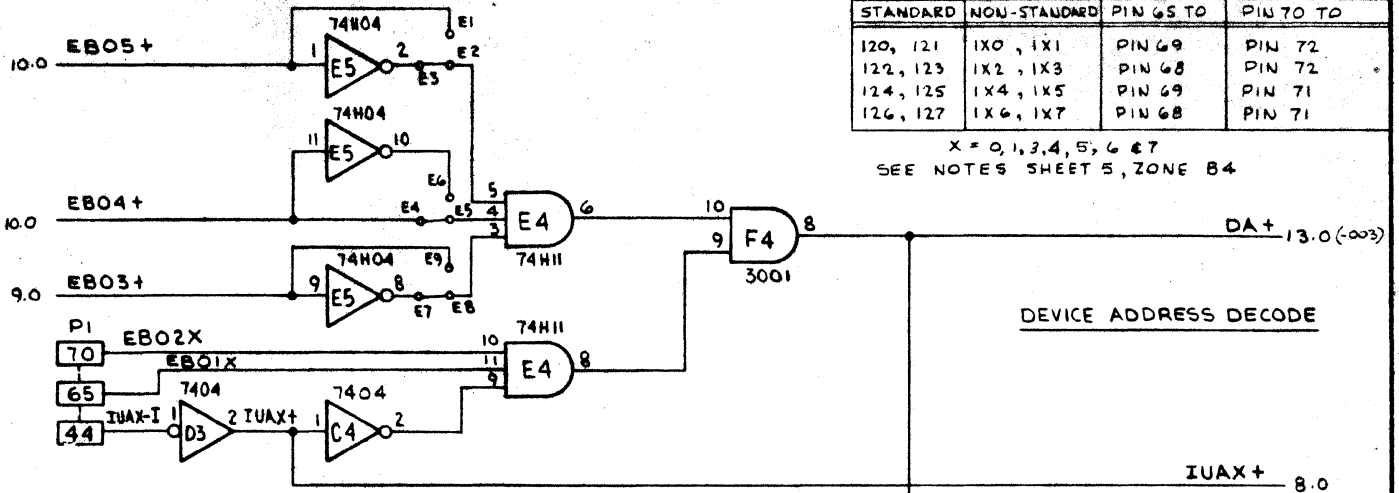 STANDARD NON-STANDARD PIN 65 TO PIN 70 TO
120, 121 1X0, 1X1 PIN 69 PIN 72
122, 123 1X2, 1X3 PIN 68 PIN 72
124, 125 1X4, 1X5 PIN 69 PIN 71
126, 127 1X6, 1X7 PIN 68 PIN 71
X = 0,1,3,4,5,6 & 7
SEE NOTES SHEET 5, ZONE B4
74H04
E1
10.0 EB05+ 1 E5 2 E3 E2
74H04
11 E5 10
E6
10.0 EB04+ E4 E5
5
4
3
E4 6
74H11
74H04
E9
9.0 EB03+ 9 E5 8 E7 E8
10
9
F4 8
3001
DA+ 13.0 (-003)
DEVICE ADDRESS DECODE
P1
70 EB02X
65 EB01X
74H11
10
11
9
E4 8
7404
7404
44 IUAX-I 1 D3 2 IUAX+ 1 C4 2
IUAX+ 8.0